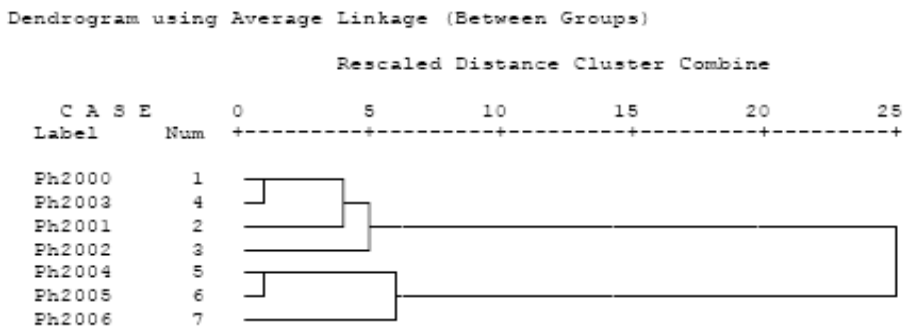 Dendrogram using Average Linkage (Between Groups)
Rescaled Distance Cluster Combine
C A S E 0 5 10 15 20 25
Label Num +---------+---------+---------+---------+---------+
Ph2000 1
Ph2003 4
Ph2001 2
Ph2002 3
Ph2004 5
Ph2005 6
Ph2006 7